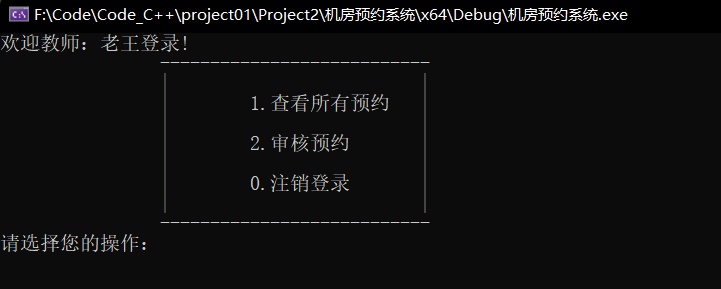 F:\Code\Code_C++\project01\Project2\机房预约系统\x64\Debug\机房预约系统.exe
欢迎教师：老王登录!
---------------------------
1.查看所有预约
2.审核预约
0.注销登录
---------------------------
请选择您的操作：